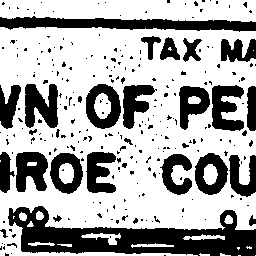 TAX MA
WN OF PE
NROE COU
100 0